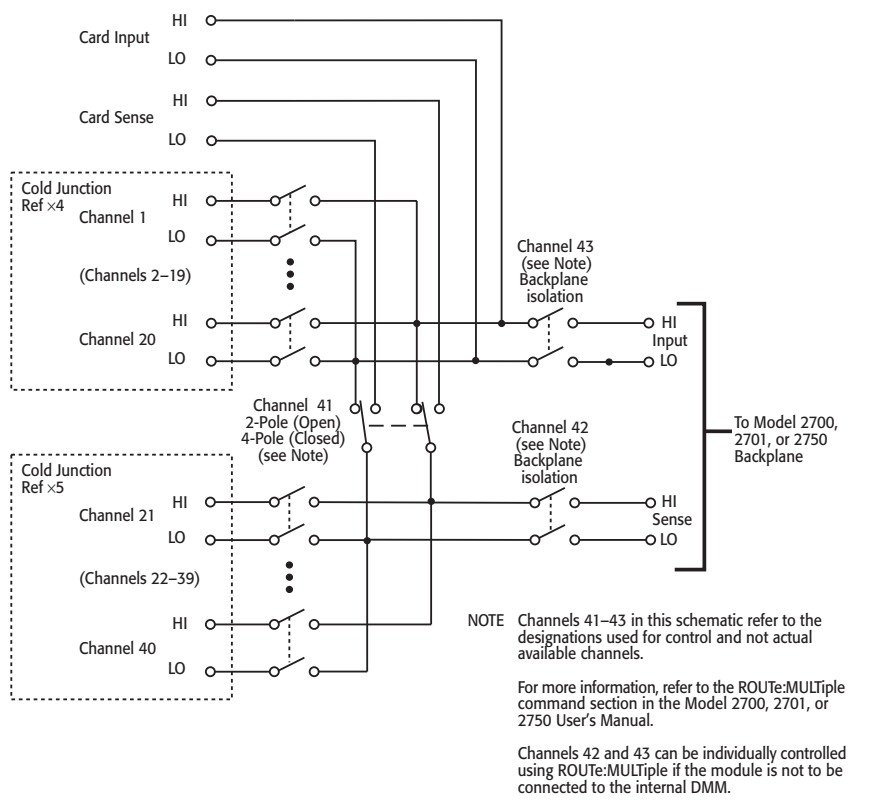 HI
Card Input
LO
HI
Card Sense
LO
Cold Junction
Ref ×4
HI
Channel 1
LO
(Channels 2–19)
HI
Channel 20
LO
Channel 43
(see Note)
Backplane
isolation
HI
Input
LO
Channel 41
2-Pole (Open)
4-Pole (Closed)
(see Note)
Channel 42
(see Note)
Backplane
isolation
To Model 2700,
2701, or 2750
Backplane
Cold Junction
Ref ×5
HI
Channel 21
LO
(Channels 22–39)
HI
Channel 40
LO
HI
Sense
LO
NOTE Channels 41–43 in this schematic refer to the
designations used for control and not actual
available channels.
For more information, refer to the ROUTe:MULTiple
command section in the Model 2700, 2701, or
2750 User's Manual.
Channels 42 and 43 can be individually controlled
using ROUTe:MULTiple if the module is not to be
connected to the internal DMM.